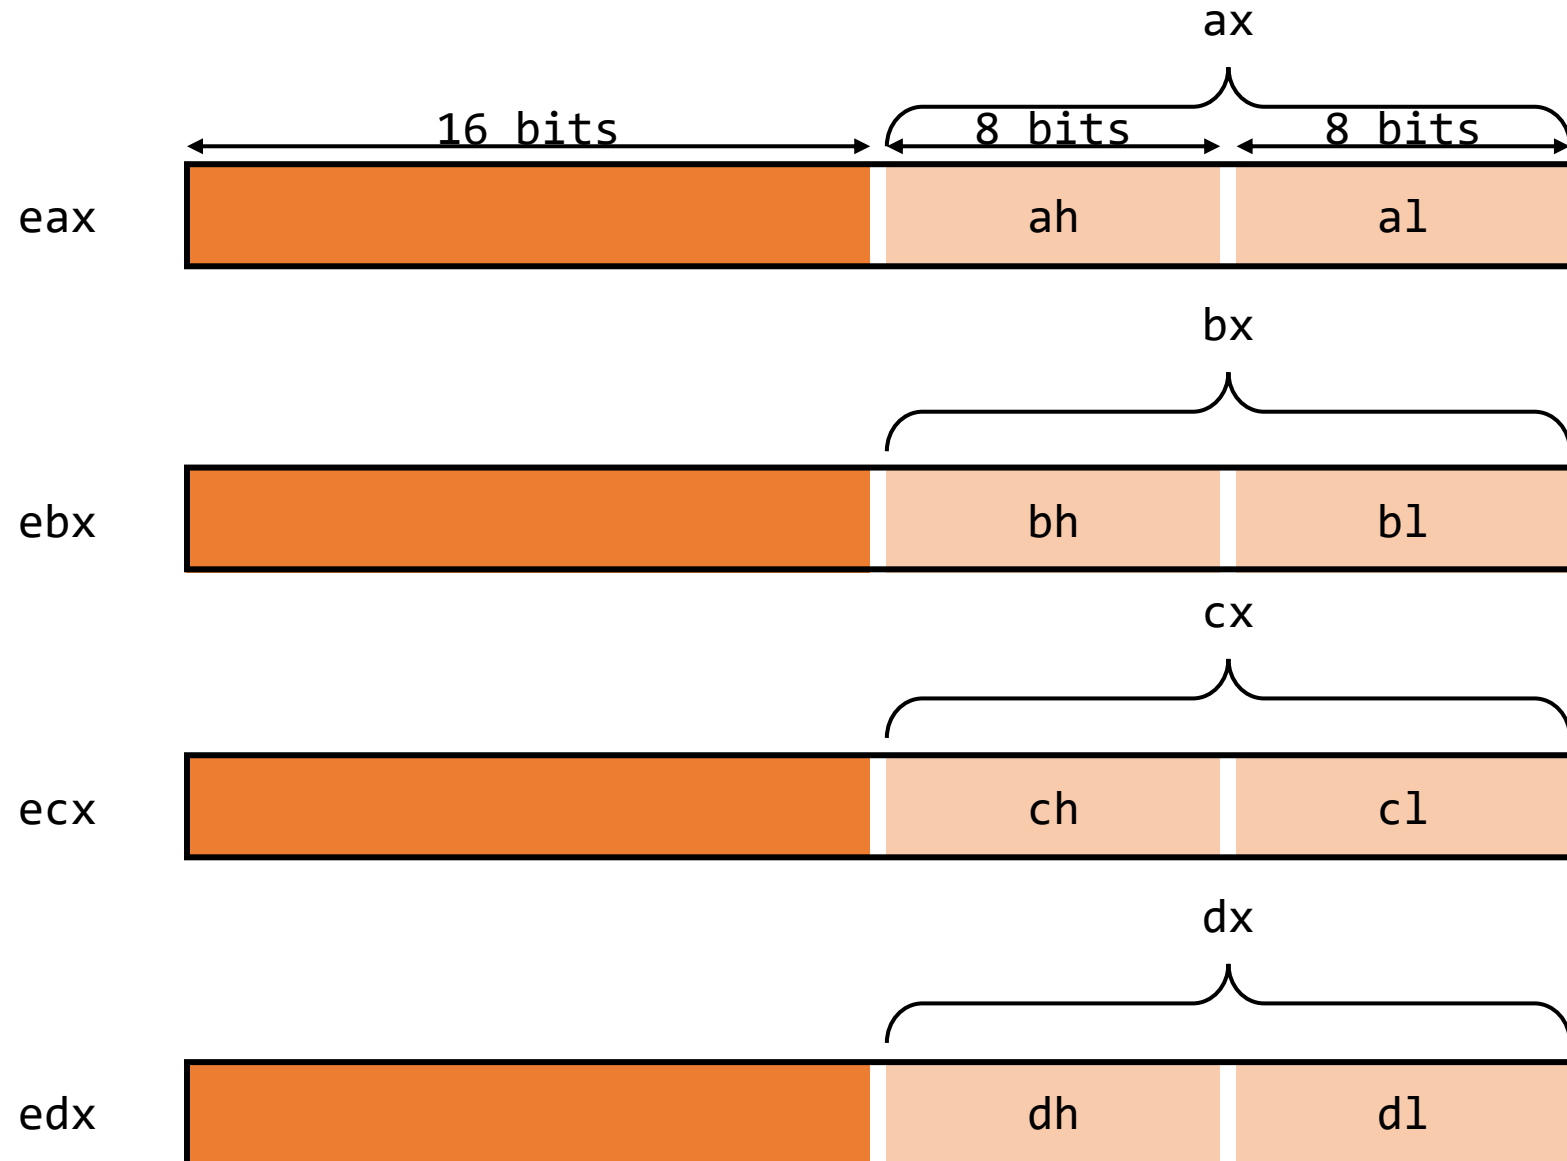 ax
16 bits 8 bits 8 bits
eax ah al
bx
ebx bh bl
cx
ecx ch cl
dx
edx dh dl